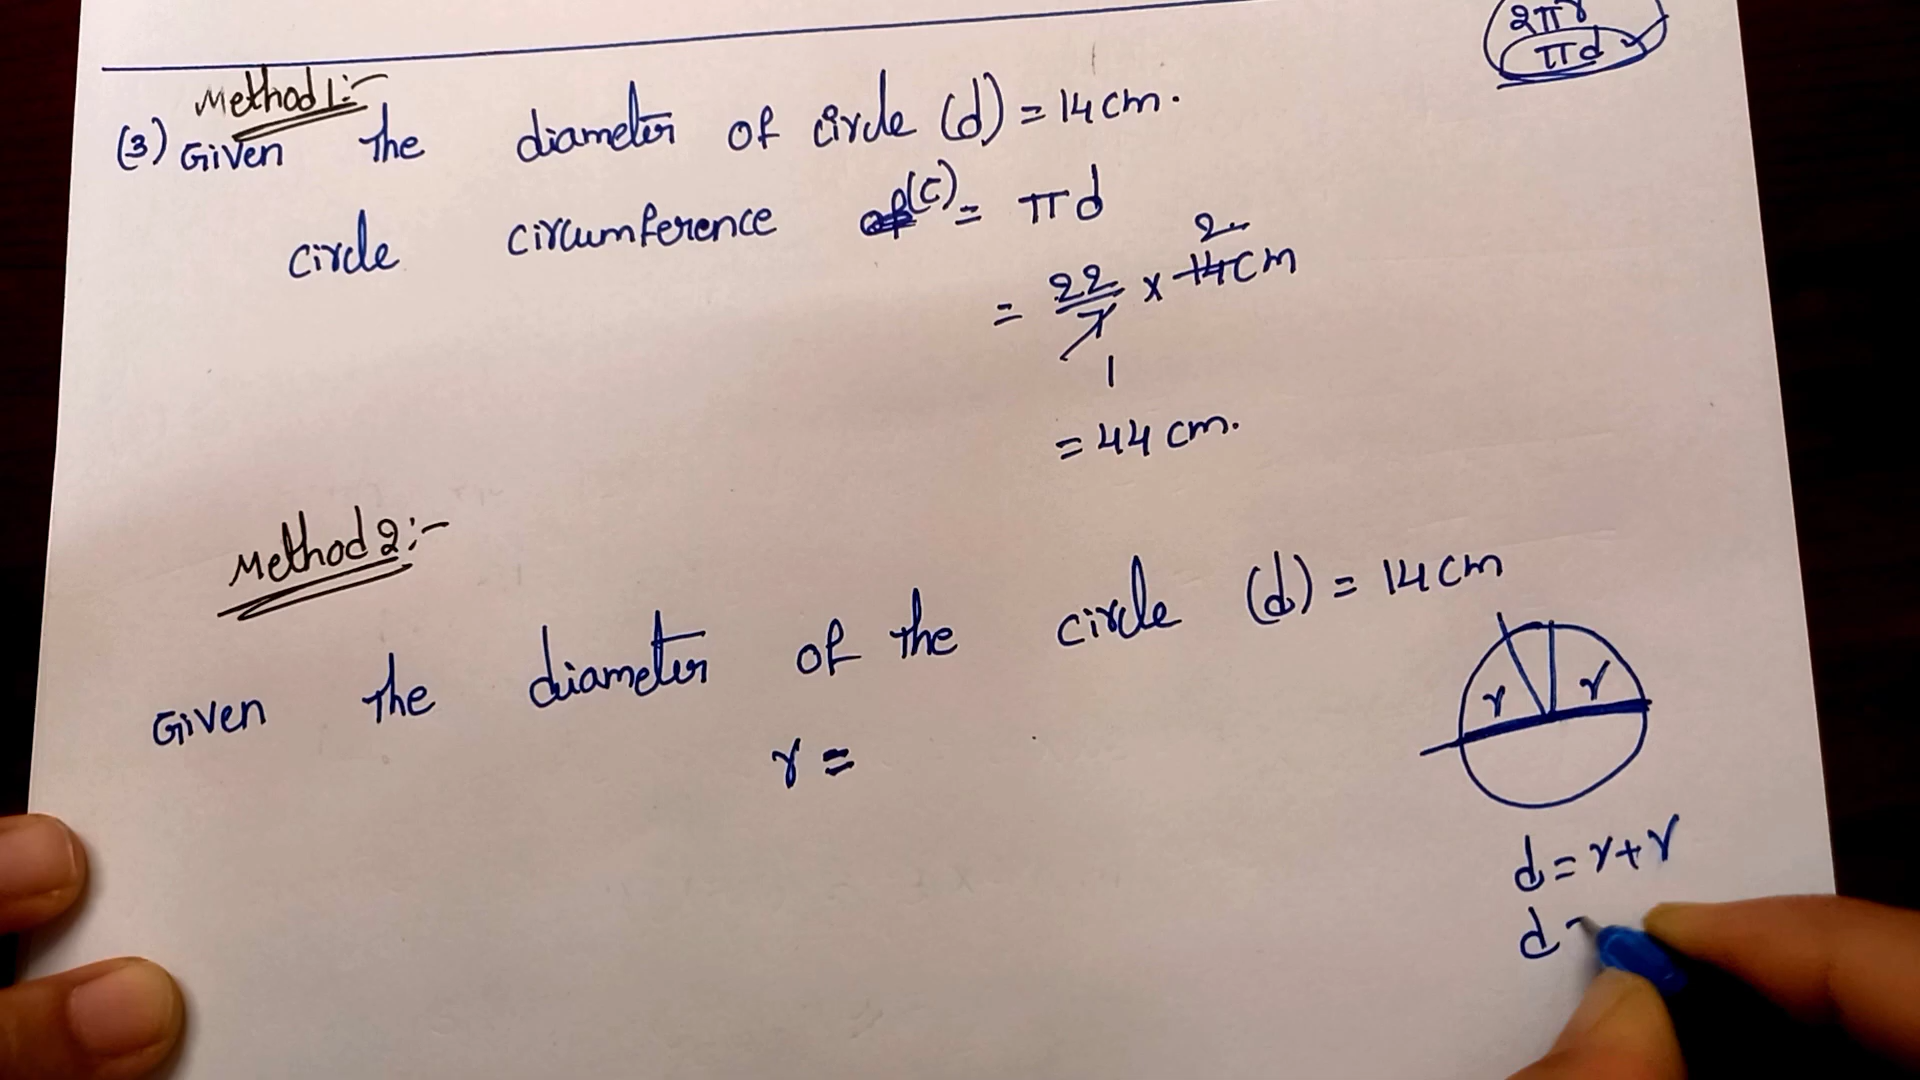 2πr
πd
Method 1:-
(3) Given the diameter of circle (d) = 14 cm.
circle circumference (C) = πd
= 22/7 x 14 cm
2
1
= 44 cm.
Method 2:-
Given the diameter of the circle (d) = 14 cm
r =
r r
d = r + r
d